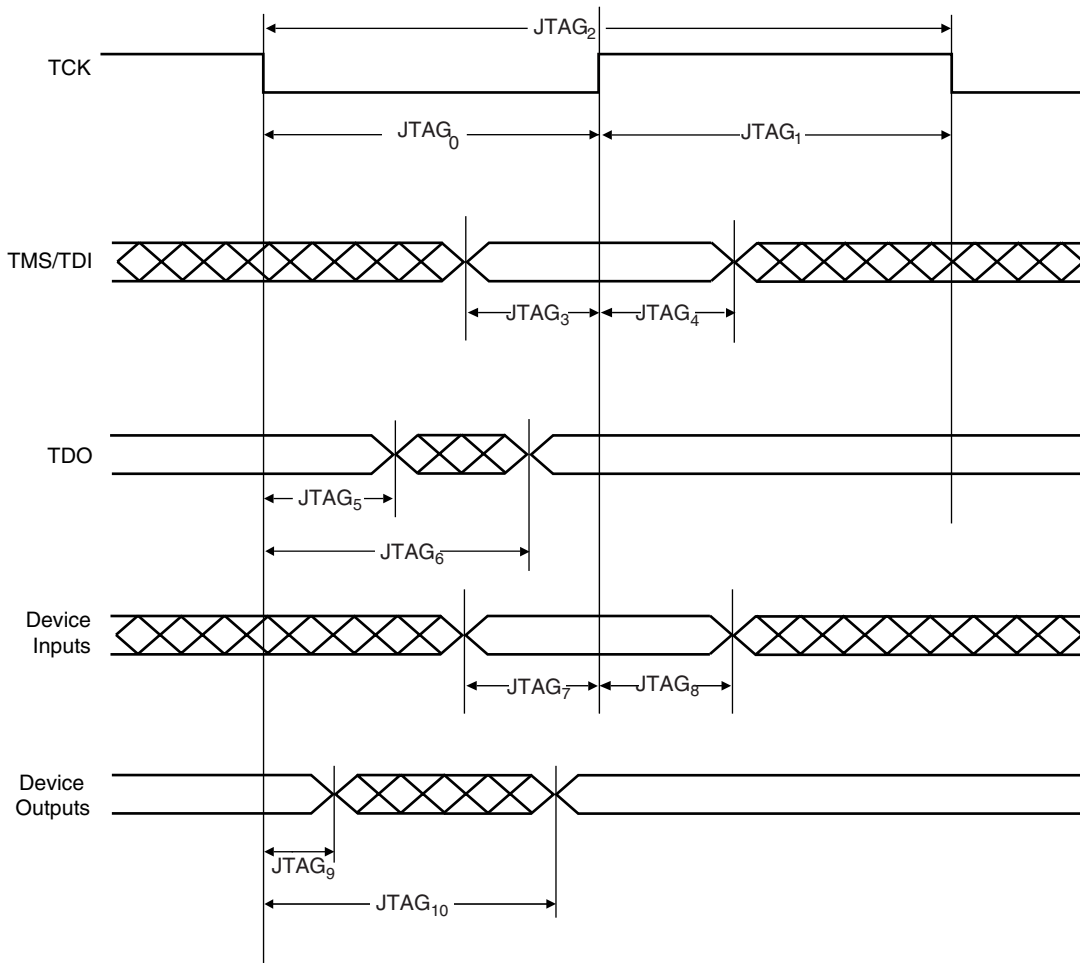 JTAG₂
TCK
JTAG₀
JTAG₁
TMS/TDI
JTAG₃
JTAG₄
TDO
JTAG₅
JTAG₆
Device
Inputs
JTAG₇
JTAG₈
Device
Outputs
JTAG₉
JTAG₁₀